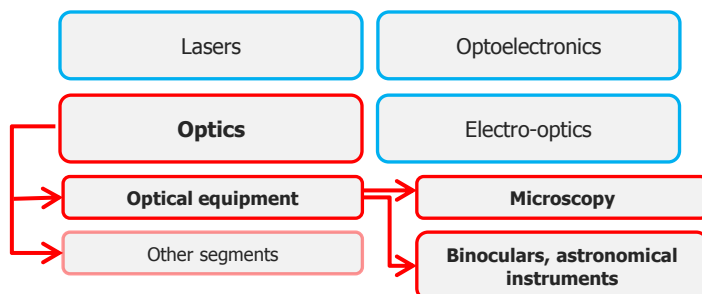 Lasers
Optoelectronics
Optics
Electro-optics
Optical equipment
Microscopy
Other segments
Binoculars, astronomical
instruments